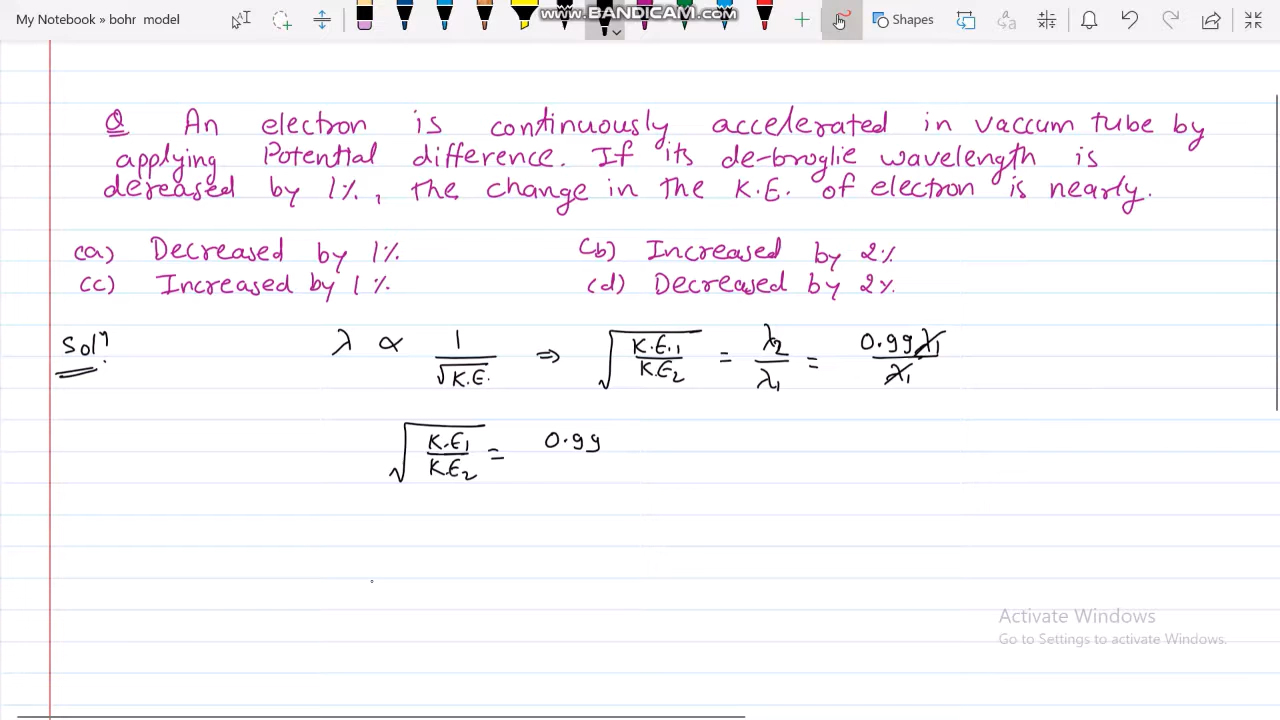 My Notebook » bohr model
www.BANDICAM.com
Shapes
Q An electron is continuously accelerated in vaccum tube by
applying Potential difference. If its de-broglie wavelength is
dereased by 1%, the change in the K.E. of electron is nearly.
(a) Decreased by 1%. (b) Increased by 2%
(c) Increased by 1%. (d) Decreased by 2%.
Solⁿ. λ ∝ 1/√K.E. ⇒ √(K.E.1/K.E2) = λ2/λ1 = 0.99λ1/λ1
√(K.E1/K.E2) = 0.99
Activate Windows
Go to Settings to activate Windows.